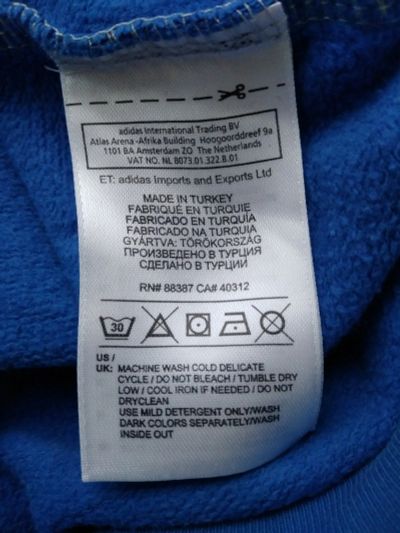 adidas International Trading BV
Atlas Arena -Afrika Building Hoogoorddreef 9a
1101 BA Amsterdam ZO The Netherlands
VAT NO. NL 8073.01.322.B.01
ET: adidas Imports and Exports Ltd
MADE IN TURKEY
FABRIQUÉ EN TURQUIE
FABRICADO EN TURQUÍA
FABRICADO NA TURQUIA
GYÁRTVA: TÖRÖKORSZÁG
ПРОИЗВЕДЕНО В ТУРЦИЯ
СДЕЛАНО В ТУРЦИИ
RN# 88387 CA# 40312
30
US /
UK: MACHINE WASH COLD DELICATE
CYCLE / DO NOT BLEACH / TUMBLE DRY
LOW / COOL IRON IF NEEDED / DO NOT
DRYCLEAN
USE MILD DETERGENT ONLY/WASH
DARK COLORS SEPARATELY/WASH
INSIDE OUT